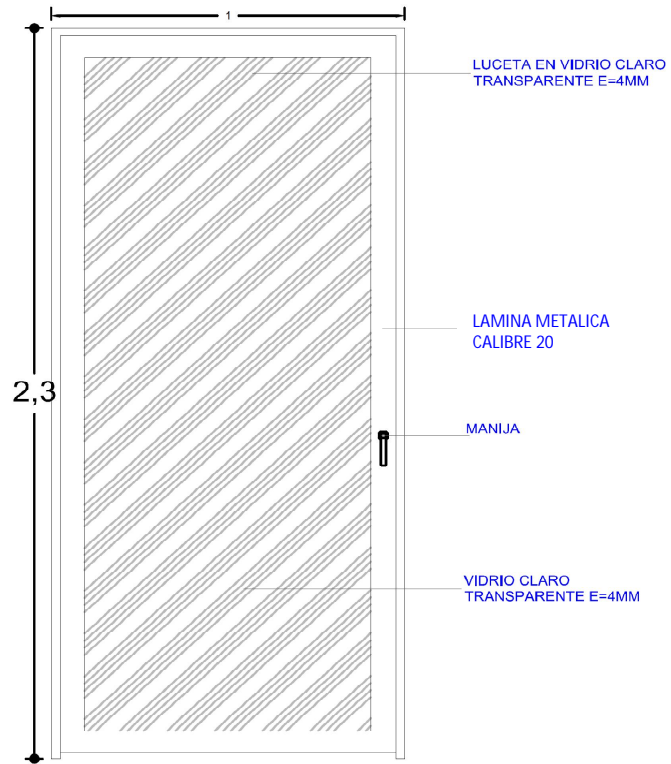 1
LUCETA EN VIDRIO CLARO
TRANSPARENTE E=4MM
LAMINA METALICA
CALIBRE 20
2,3
MANIJA
VIDRIO CLARO
TRANSPARENTE E=4MM